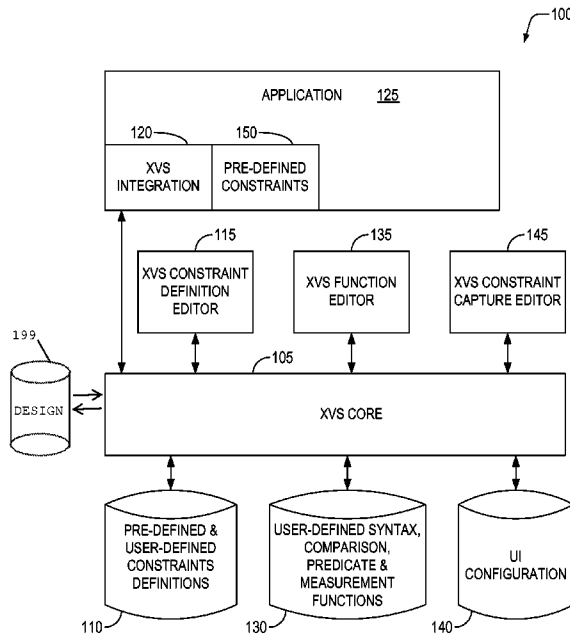 100
APPLICATION 125
120
150
XVS
INTEGRATION
PRE-DEFINED
CONSTRAINTS
115
135
145
XVS CONSTRAINT
DEFINITION
EDITOR
XVS FUNCTION
EDITOR
XVS CONSTRAINT
CAPTURE EDITOR
199
DESIGN
105
XVS CORE
PRE-DEFINED &
USER-DEFINED
CONSTRAINTS
DEFINITIONS
USER-DEFINED SYNTAX,
COMPARISON,
PREDICATE &
MEASUREMENT
FUNCTIONS
UI
CONFIGURATION
110
130
140